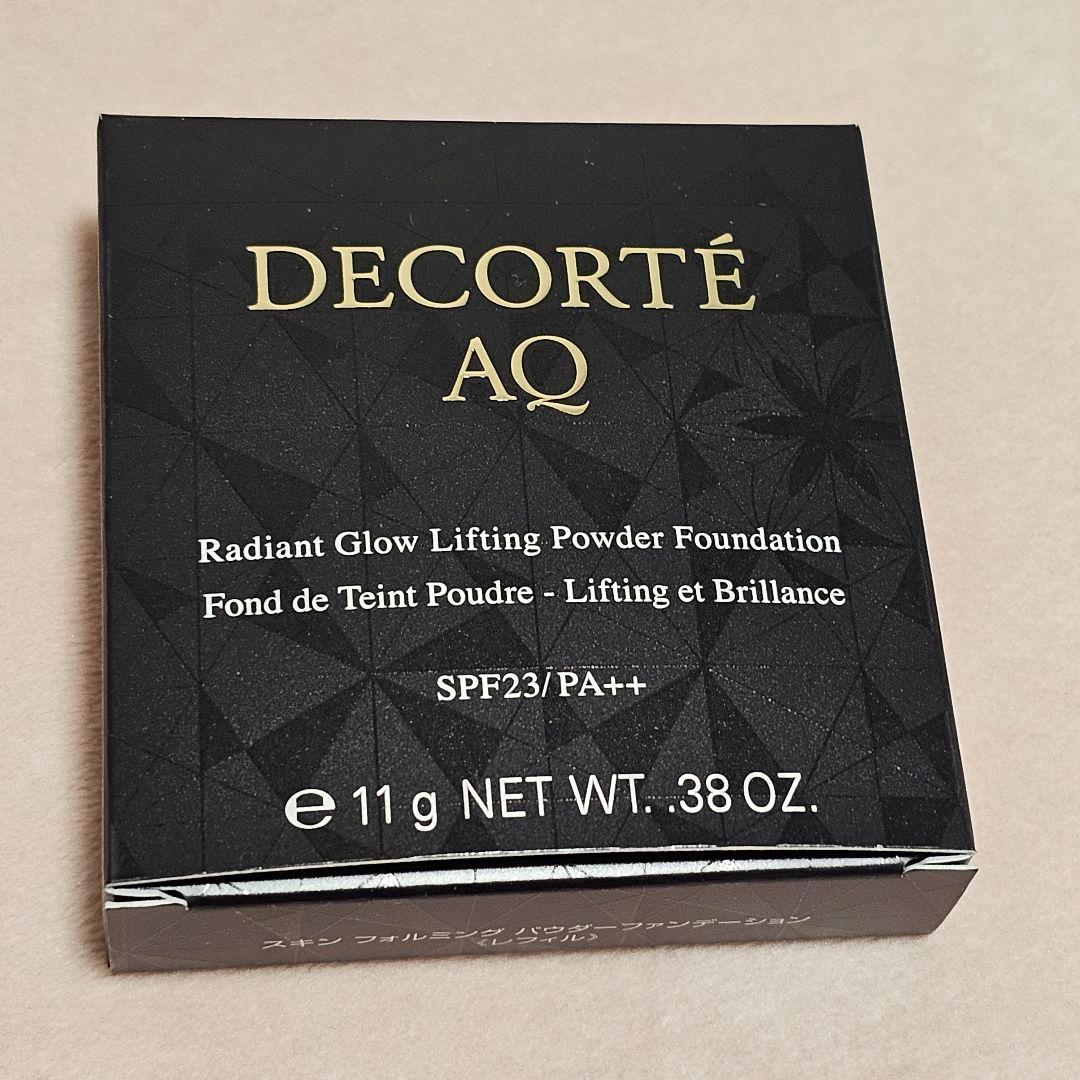 DECORTÉ
AQ
Radiant Glow Lifting Powder Foundation
Fond de Teint Poudre - Lifting et Brillance
SPF23/PA++
℮ 11 g NET WT. .38 OZ.
スキン フォルミング パウダーファンデーション
《レフィル》